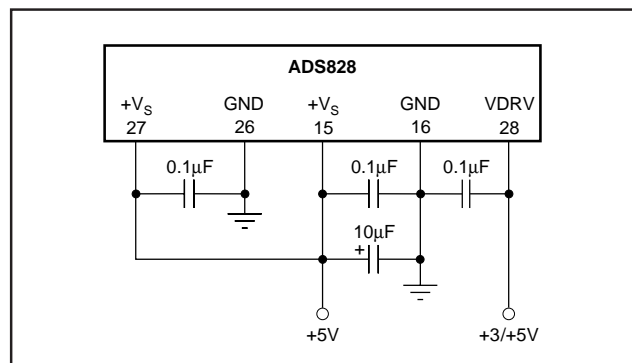 ADS828
+VS GND +VS GND VDRV
27 26 15 16 28
0.1µF 0.1µF 0.1µF
10µF
+
+5V +3/+5V